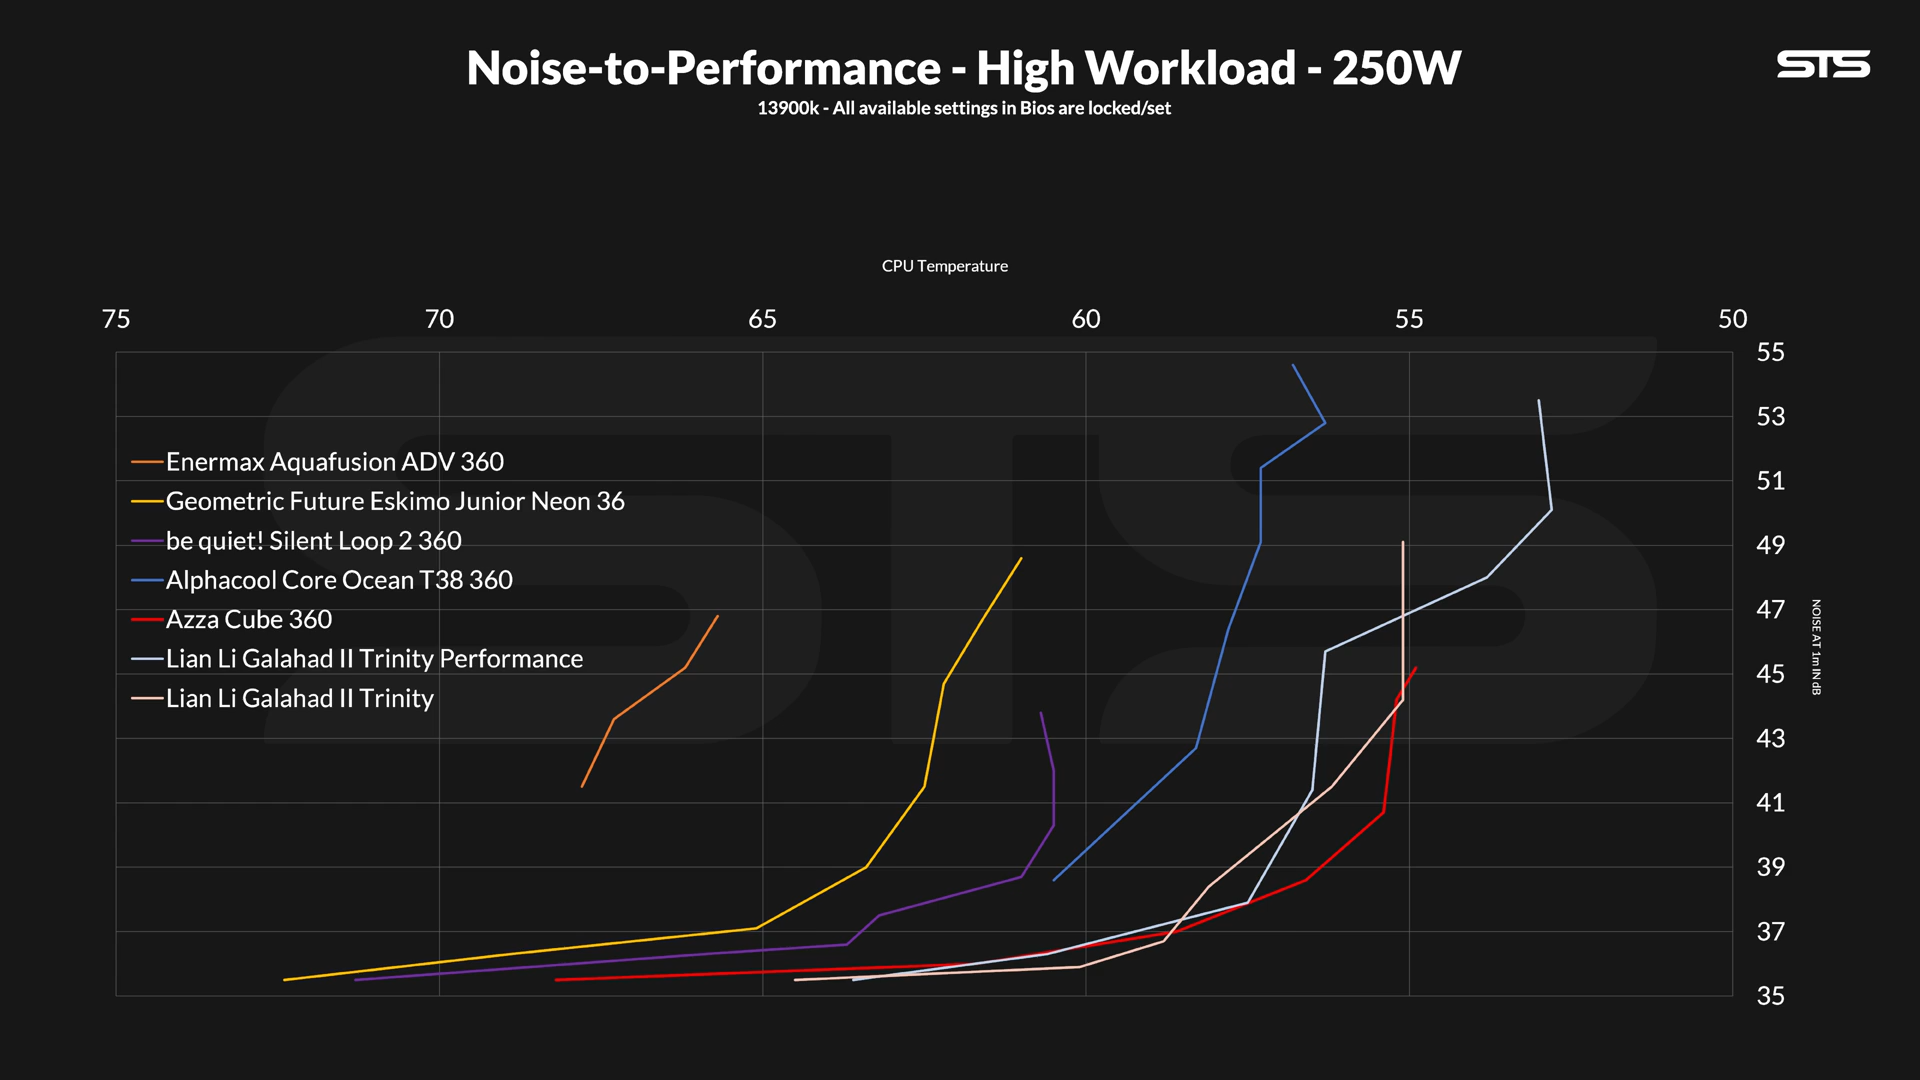 Noise-to-Performance - High Workload - 250W
STS
13900k - All available settings in Bios are locked/set
CPU Temperature
75 70 65 60 55 50
55
53
51
49
47
45
43
41
39
37
35
Enermax Aquafusion ADV 360
Geometric Future Eskimo Junior Neon 36
be quiet! Silent Loop 2 360
Alphacool Core Ocean T38 360
Azza Cube 360
Lian Li Galahad II Trinity Performance
Lian Li Galahad II Trinity
NOISE AT 1m IN dB